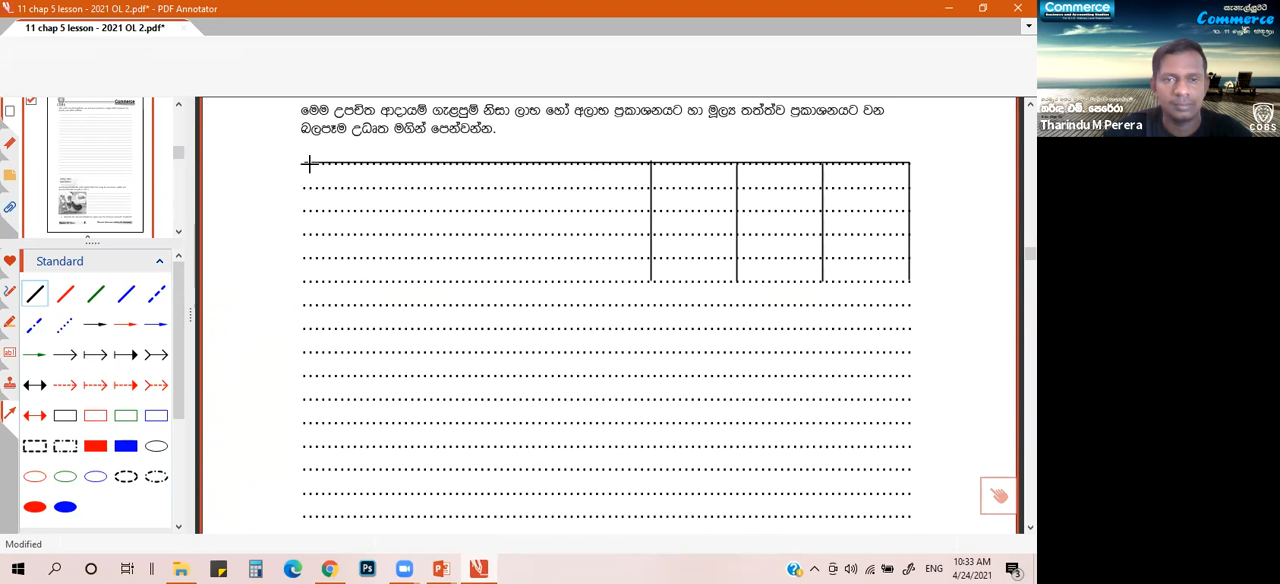 11 chap 5 lesson - 2021 OL 2.pdf* - PDF Annotator
11 chap 5 lesson - 2021 OL 2.pdf*
Commerce
Commerce
Tharindu M Perera
COBS
මෙම උපචිත ආදායම් ගැළපුම් නිසා ලාභ හෝ අලාභ ප්‍රකාශනයට හා මූල්‍ය තත්ත්ව ප්‍රකාශනයට වන
බලපෑම උධෘත මගින් පෙන්වන්න.
Standard
Modified
ENG
10:33 AM
4/24/2021